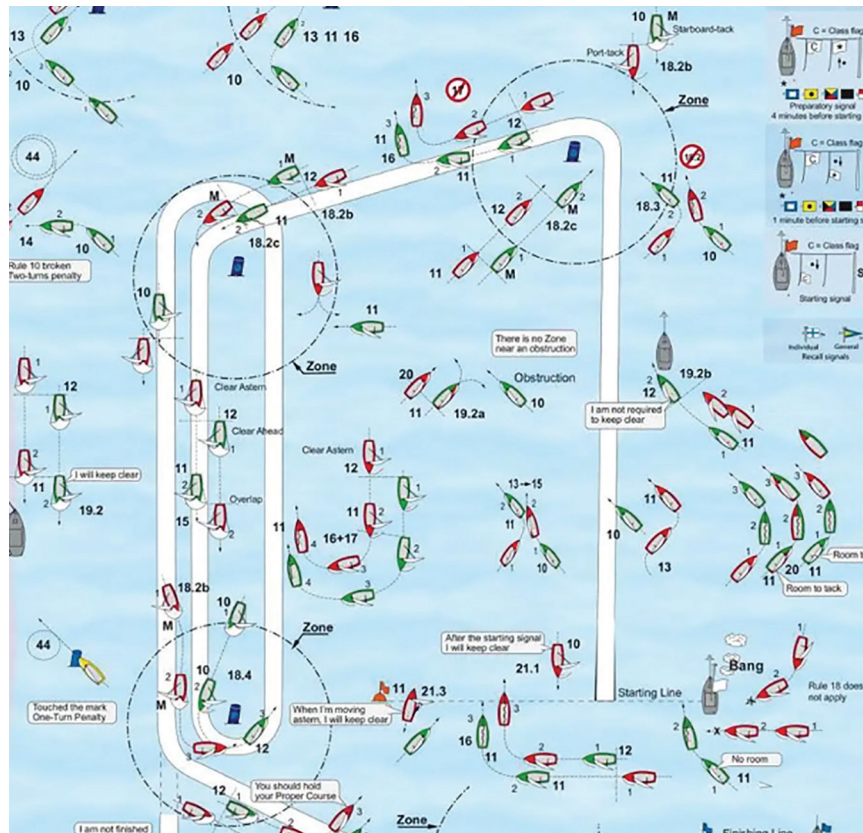 13
10
13 11 16
10
M
Starboard-tack
Port-tack
18.2b
17
Zone
C = Class flag
C
Preparatory signal
4 minutes before starting
C = Class flag
C
1 minute before starting
C = Class flag
Starting signal
Individual
General
Recall signals
44
14
10
Rule 10 broken
Two-turns penalty
M
12
18.2b
M
11
18.2c
11
16
12
11
12
M
18.2c
11
M
11
18.3
10
10
11
Zone
There is no Zone
near an obstruction
20
11
19.2a
Obstruction
10
12
19.2b
I am not required
to keep clear
11
12
I will keep clear
11
19.2
Clear Astern
12
Clear Ahead
11
15
Overlap
Clear Astern
12
11
16+17
11
13
15
11
10
10
11
13
11
20
11
Room to tack
18.2b
M
10
Zone
10
18.4
M
12
12
44
Touched the mark
One-Turn Penalty
After the starting signal
I will keep clear
10
21.1
11
21.3
When I'm moving
astern, I will keep clear
Starting Line
Bang
Rule 18 does
not apply
16
11
12
X
No room
11
You should hold
your Proper Course
Zone
I am not finished
Finishing Line